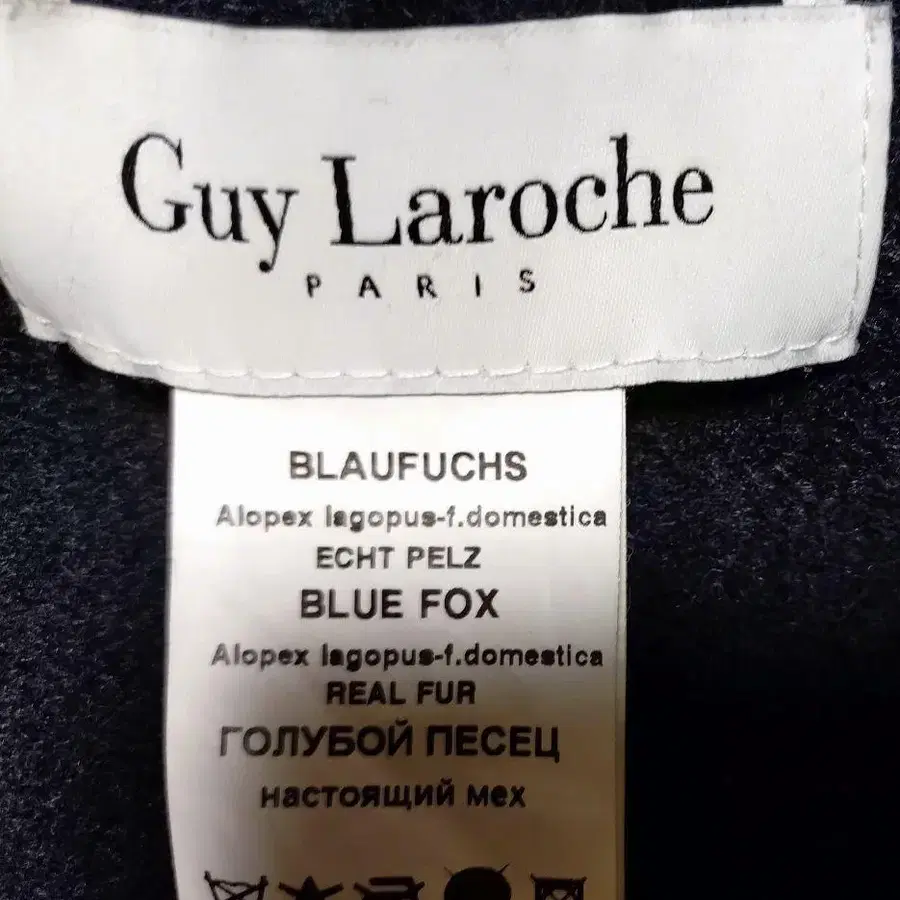 Guy Laroche
PARIS
BLAUFUCHS
Alopex lagopus-f.domestica
ECHT PELZ
BLUE FOX
Alopex lagopus-f.domestica
REAL FUR
ГОЛУБОЙ ПЕСЕЦ
настоящий мех